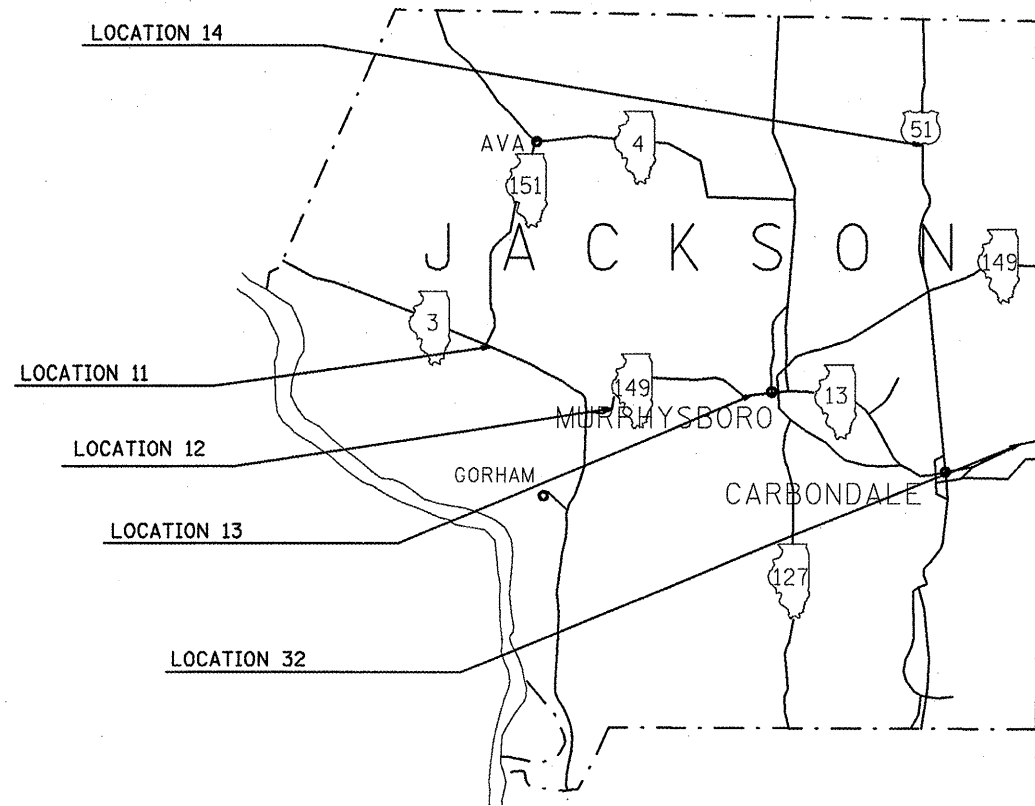 LOCATION 14
51
AVA
4
151
JACKSON
149
3
LOCATION 11
149
13
MURPHYSBORO
LOCATION 12
GORHAM
CARBONDALE
LOCATION 13
127
LOCATION 32